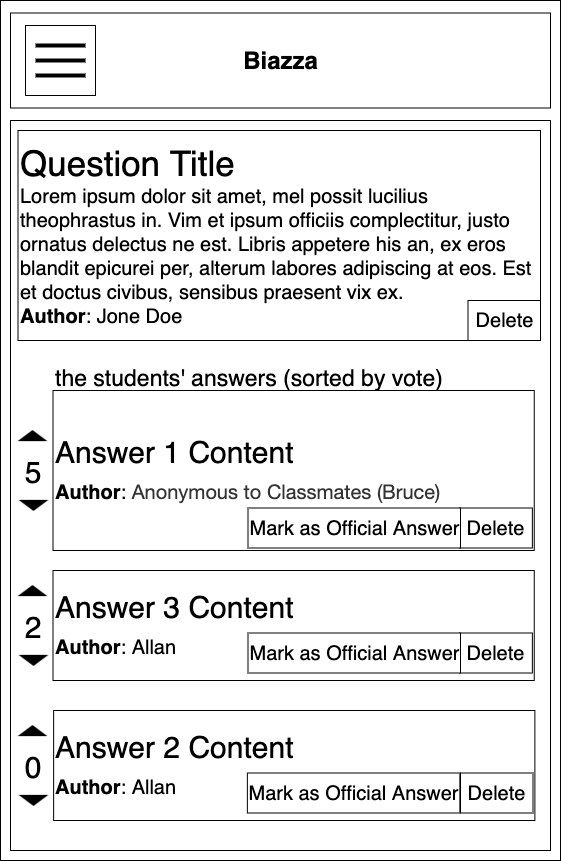 Biazza
Question Title
Lorem ipsum dolor sit amet, mel possit lucilius
theophrastus in. Vim et ipsum officiis complectitur, justo
ornatus delectus ne est. Libris appetere his an, ex eros
blandit epicurei per, alterum labores adipiscing at eos. Est
et doctus civibus, sensibus praesent vix ex.
Author: Jone Doe
Delete
the students' answers (sorted by vote)
5
Answer 1 Content
Author: Anonymous to Classmates (Bruce)
Mark as Official Answer Delete
2
Answer 3 Content
Author: Allan
Mark as Official Answer Delete
0
Answer 2 Content
Author: Allan
Mark as Official Answer Delete